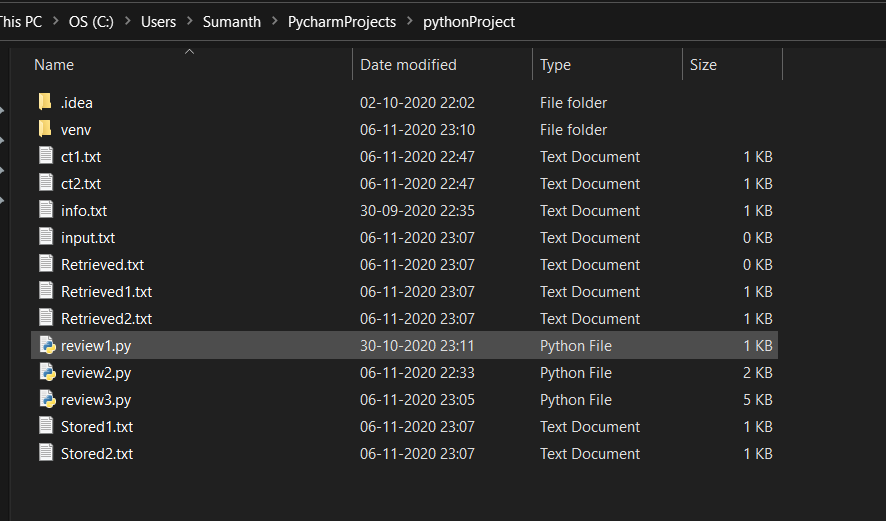 This PC > OS (C:) > Users > Sumanth > PycharmProjects > pythonProject
Name Date modified Type Size
.idea 02-10-2020 22:02 File folder
venv 06-11-2020 23:10 File folder
ct1.txt 06-11-2020 22:47 Text Document 1 KB
ct2.txt 06-11-2020 22:47 Text Document 1 KB
info.txt 30-09-2020 22:35 Text Document 1 KB
input.txt 06-11-2020 23:07 Text Document 0 KB
Retrieved.txt 06-11-2020 23:07 Text Document 0 KB
Retrieved1.txt 06-11-2020 23:07 Text Document 1 KB
Retrieved2.txt 06-11-2020 23:07 Text Document 1 KB
review1.py 30-10-2020 23:11 Python File 1 KB
review2.py 06-11-2020 22:33 Python File 2 KB
review3.py 06-11-2020 23:05 Python File 5 KB
Stored1.txt 06-11-2020 23:07 Text Document 1 KB
Stored2.txt 06-11-2020 23:07 Text Document 1 KB